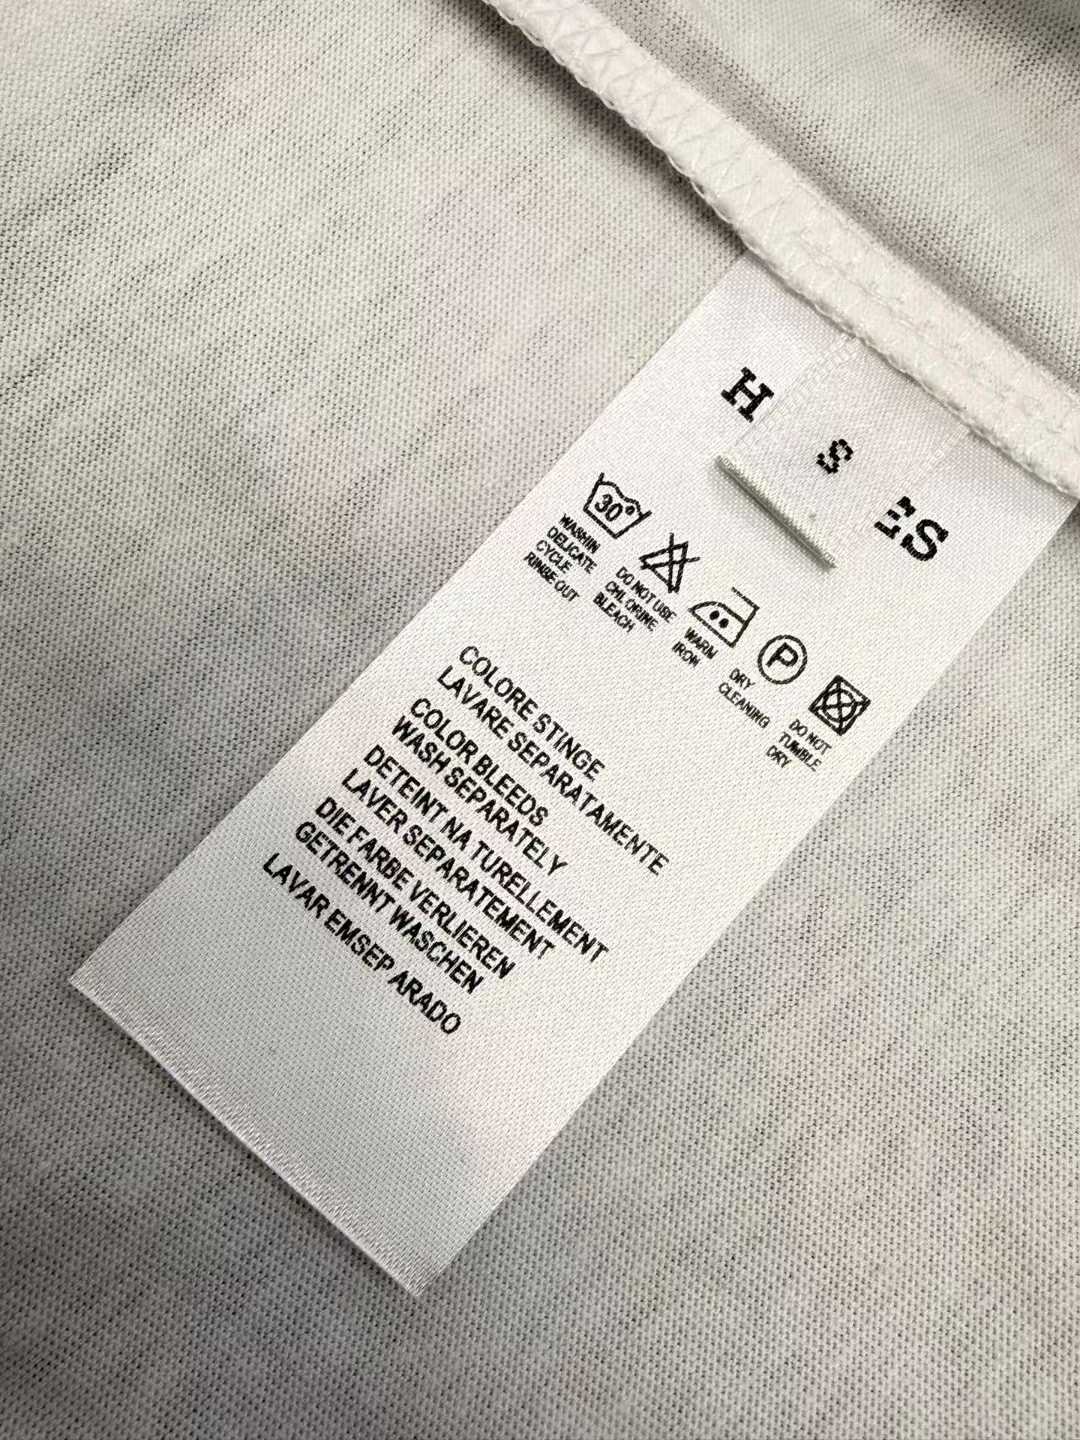 H S ES
30°
WASHIN
DELICATE
CYCLE
RINSE OUT
DO NOT USE
CHLORINE
BLEACH
WARM
IRON
P
DRY
CLEANING
DO NOT
TUMBLE
DRY
COLORE STINGE
LAVARE SEPARATAMENTE
COLOR BLEEDS
WASH SEPARATELY
DETEINT NA TURELLEMENT
LAVER SEPARATEMENT
DIE FARBE VERLIEREN
GETRENNT WASCHEN
LAVAR EMSEP ARADO